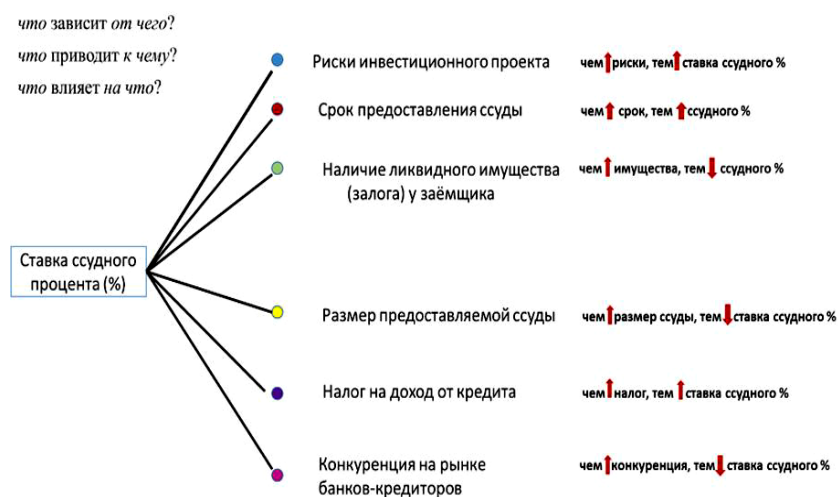 что зависит от чего?
что приводит к чему?
что влияет на что?
Риски инвестиционного проекта
чем риски, тем ставка ссудного %
Срок предоставления ссуды
чем срок, тем ссудного %
Наличие ликвидного имущества
(залога) у заёмщика
чем имущества, тем ссудного %
Ставка ссудного
процента (%)
Размер предоставляемой ссуды
чем размер ссуды, тем ставка ссудного %
Налог на доход от кредита
чем налог, тем ставка ссудного %
Конкуренция на рынке
банков-кредиторов
чем конкуренция, тем ставка ссудного %